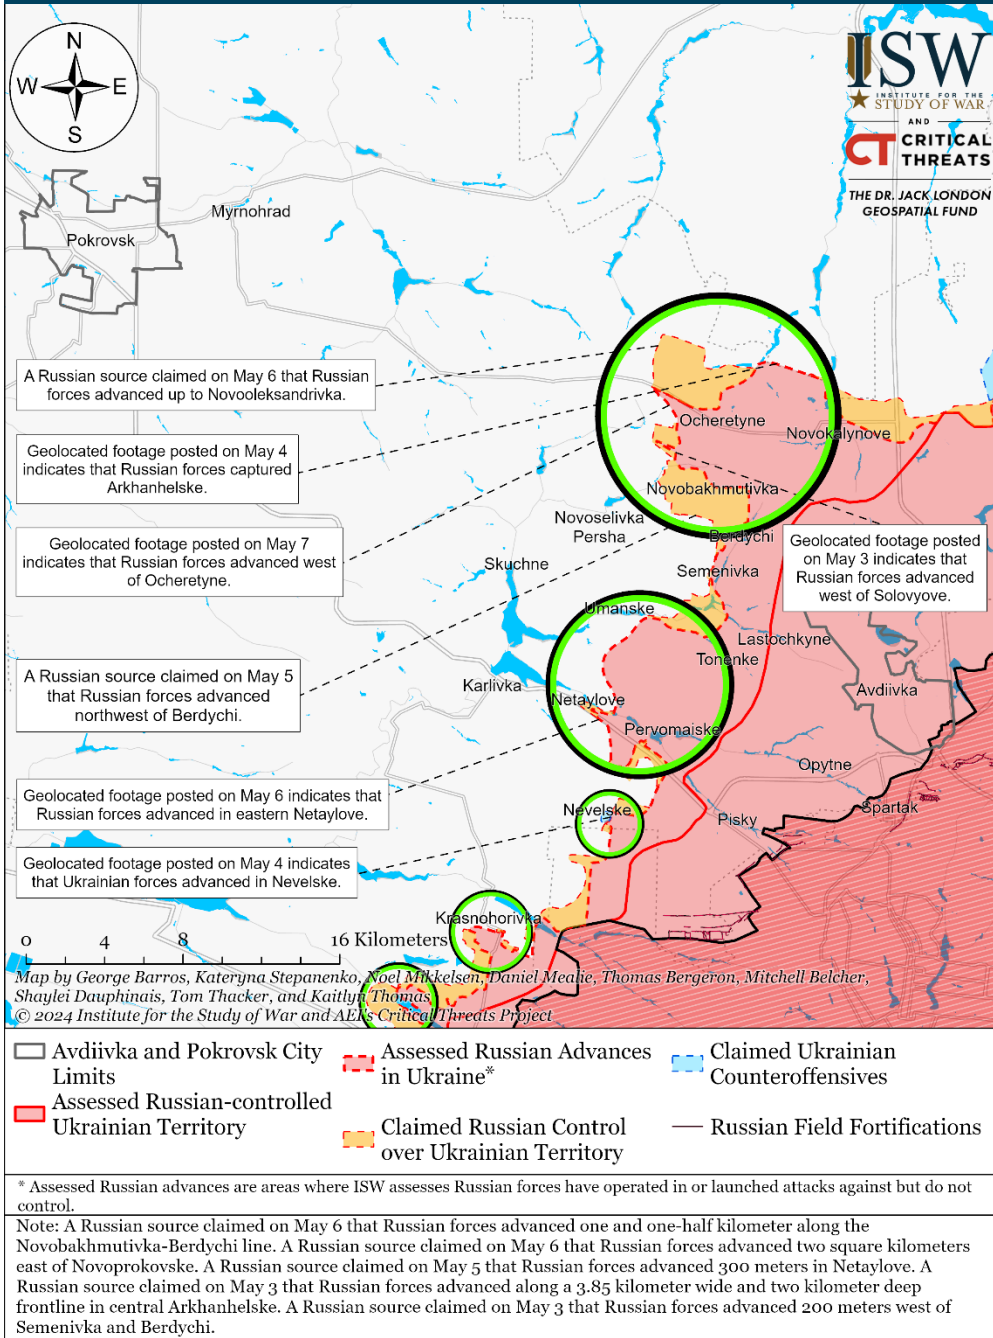 N
W
E
S
ISW
INSTITUTE FOR THE
STUDY OF WAR
AND
CT CRITICAL
THREATS
THE DR. JACK LONDON
GEOSPATIAL FUND
Myrnohrad
Pokrovsk
A Russian source claimed on May 6 that Russian
forces advanced up to Novooleksandrivka.
Ocheretyne
Novokalynove
Geolocated footage posted on May 4
indicates that Russian forces captured
Arkhanhelske.
Novobakhmutivka
Novoselivka
Persha
Berdychi
Geolocated footage posted on May 7
indicates that Russian forces advanced west
of Ocheretyne.
Geolocated footage posted
on May 3 indicates that
Russian forces advanced
west of Solovyove.
Skuchne
Semenivka
Umanske
Lastochkyne
Tonenke
A Russian source claimed on May 5
that Russian forces advanced
northwest of Berdychi.
Karlivka
Avdiivka
Netaylove
Pervomaiske
Opytne
Geolocated footage posted on May 6 indicates that
Russian forces advanced in eastern Netaylove.
Nevelske
Pisky
Spartak
Geolocated footage posted on May 4 indicates
that Ukrainian forces advanced in Nevelske.
Krasnohorivka
0 4 8 16 Kilometers
Map by George Barros, Kateryna Stepanenko, Noel Mikkelsen, Daniel Mealie, Thomas Bergeron, Mitchell Belcher,
Shaylei Dauphinais, Tom Thacker, and Kaitlyn Thomas
© 2024 Institute for the Study of War and AEI's Critical Threats Project
Avdiivka and Pokrovsk City
Limits
Assessed Russian-controlled
Ukrainian Territory
Assessed Russian Advances
in Ukraine*
Claimed Russian Control
over Ukrainian Territory
Claimed Ukrainian
Counteroffensives
Russian Field Fortifications
* Assessed Russian advances are areas where ISW assesses Russian forces have operated in or launched attacks against but do not
control.
Note: A Russian source claimed on May 6 that Russian forces advanced one and one-half kilometer along the
Novobakhmutivka-Berdychi line. A Russian source claimed on May 6 that Russian forces advanced two square kilometers
east of Novoprokovske. A Russian source claimed on May 5 that Russian forces advanced 300 meters in Netaylove. A
Russian source claimed on May 3 that Russian forces advanced along a 3.85 kilometer wide and two kilometer deep
frontline in central Arkhanhelske. A Russian source claimed on May 3 that Russian forces advanced 200 meters west of
Semenivka and Berdychi.